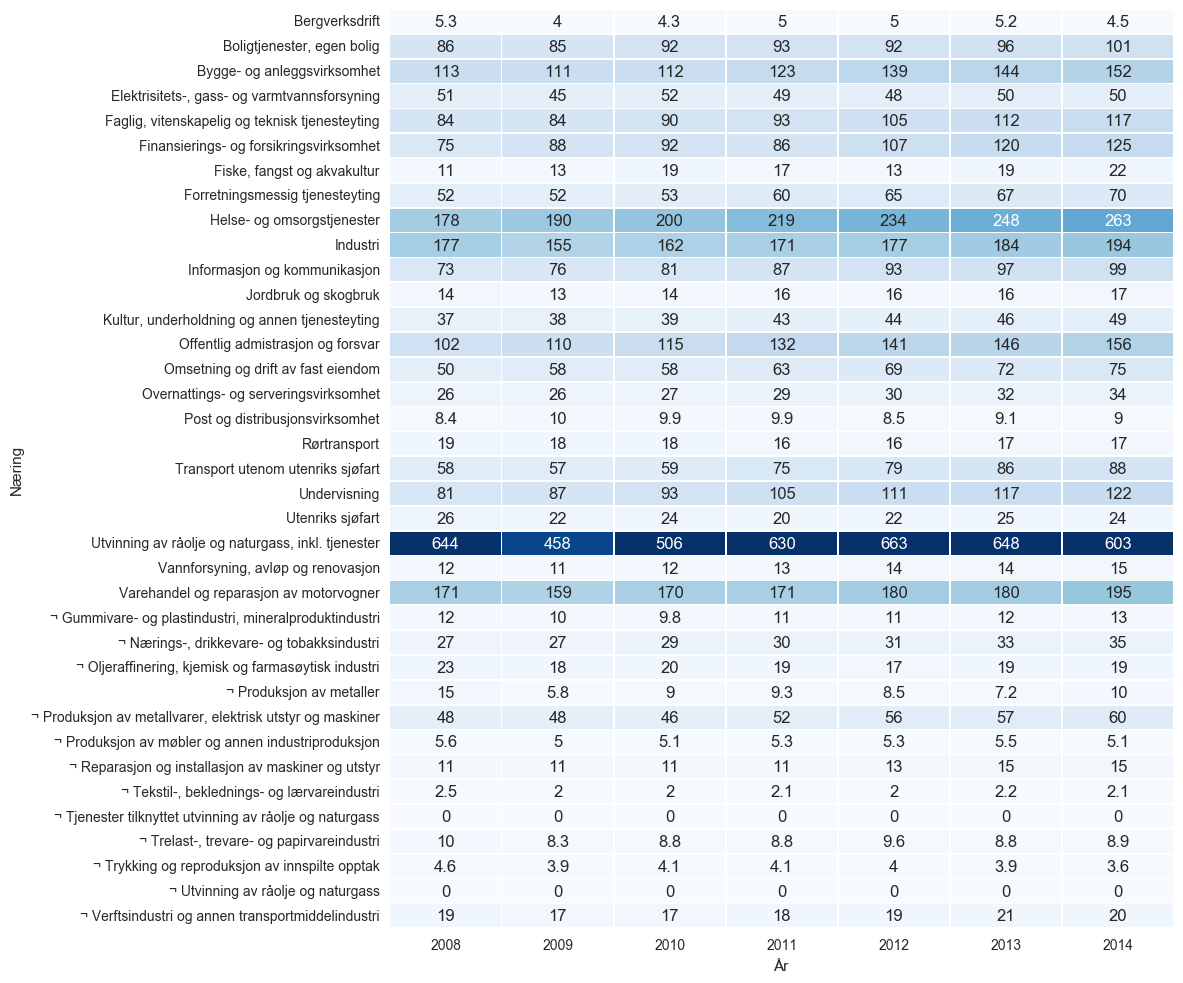 Bergverksdrift 5.3 4 4.3 5 5 5.2 4.5
Boligtjenester, egen bolig 86 85 92 93 92 96 101
Bygge- og anleggsvirksomhet 113 111 112 123 139 144 152
Elektrisitets-, gass- og varmtvannsforsyning 51 45 52 49 48 50 50
Faglig, vitenskapelig og teknisk tjenesteyting 84 84 90 93 105 112 117
Finansierings- og forsikringsvirksomhet 75 88 92 86 107 120 125
Fiske, fangst og akvakultur 11 13 19 17 13 19 22
Forretningsmessig tjenesteyting 52 52 53 60 65 67 70
Helse- og omsorgstjenester 178 190 200 219 234 248 263
Industri 177 155 162 171 177 184 194
Informasjon og kommunikasjon 73 76 81 87 93 97 99
Jordbruk og skogbruk 14 13 14 16 16 16 17
Kultur, underholdning og annen tjenesteyting 37 38 39 43 44 46 49
Offentlig admistrasjon og forsvar 102 110 115 132 141 146 156
Omsetning og drift av fast eiendom 50 58 58 63 69 72 75
Overnattings- og serveringsvirksomhet 26 26 27 29 30 32 34
Post og distribusjonsvirksomhet 8.4 10 9.9 9.9 8.5 9.1 9
Rørtransport 19 18 18 16 16 17 17
Næring
Transport utenom utenriks sjøfart 58 57 59 75 79 86 88
Undervisning 81 87 93 105 111 117 122
Utenriks sjøfart 26 22 24 20 22 25 24
Utvinning av råolje og naturgass, inkl. tjenester 644 458 506 630 663 648 603
Vannforsyning, avløp og renovasjon 12 11 12 13 14 14 15
Varehandel og reparasjon av motorvogner 171 159 170 171 180 180 195
¬ Gummivare- og plastindustri, mineralproduktindustri 12 10 9.8 11 11 12 13
¬ Nærings-, drikkevare- og tobakksindustri 27 27 29 30 31 33 35
¬ Oljeraffinering, kjemisk og farmasøytisk industri 23 18 20 19 17 19 19
¬ Produksjon av metaller 15 5.8 9 9.3 8.5 7.2 10
¬ Produksjon av metallvarer, elektrisk utstyr og maskiner 48 48 46 52 56 57 60
¬ Produksjon av møbler og annen industriproduksjon 5.6 5 5.1 5.3 5.3 5.5 5.1
¬ Reparasjon og installasjon av maskiner og utstyr 11 11 11 11 13 15 15
¬ Tekstil-, beklednings- og lærvareindustri 2.5 2 2 2.1 2 2.2 2.1
¬ Tjenester tilknyttet utvinning av råolje og naturgass 0 0 0 0 0 0 0
¬ Trelast-, trevare- og papirvareindustri 10 8.3 8.8 8.8 9.6 8.8 8.9
¬ Trykking og reproduksjon av innspilte opptak 4.6 3.9 4.1 4.1 4 3.9 3.6
¬ Utvinning av råolje og naturgass 0 0 0 0 0 0 0
¬ Verftsindustri og annen transportmiddelindustri 19 17 17 18 19 21 20
2008 2009 2010 2011 2012 2013 2014
År